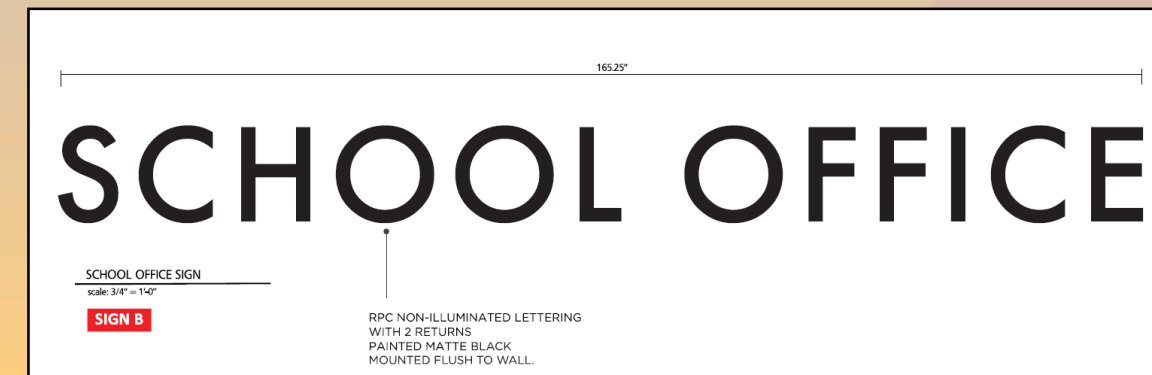 165.25"
SCHOOL OFFICE
SCHOOL OFFICE SIGN
scale: 3/4" = 1'-0"
SIGN B
RPC NON-ILLUMINATED LETTERING
WITH 2 RETURNS
PAINTED MATTE BLACK
MOUNTED FLUSH TO WALL.